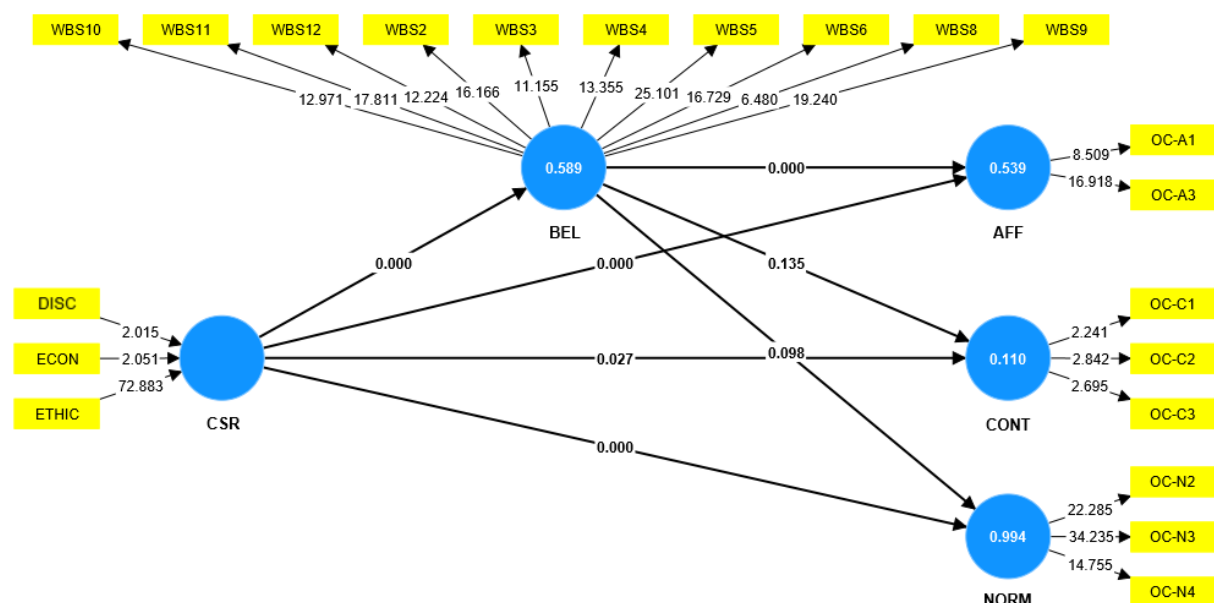 WBS10 WBS11 WBS12 WBS2 WBS3 WBS4 WBS5 WBS6 WBS8 WBS9
12.971 17.811 12.224 16.166 11.155 13.355 25.101 16.729 6.480 19.240
OC-A1
8.509
0.589 0.000 0.539
16.918
OC-A3
BEL AFF
0.000 0.000 0.135
DISC OC-C1
2.015 2.241
0.098
ECON 2.051 0.027 0.110 2.842 OC-C2
72.883 2.695
ETHIC OC-C3
CSR CONT
0.000
OC-N2
22.285
0.994 34.235 OC-N3
14.755
OC-N4
NORM